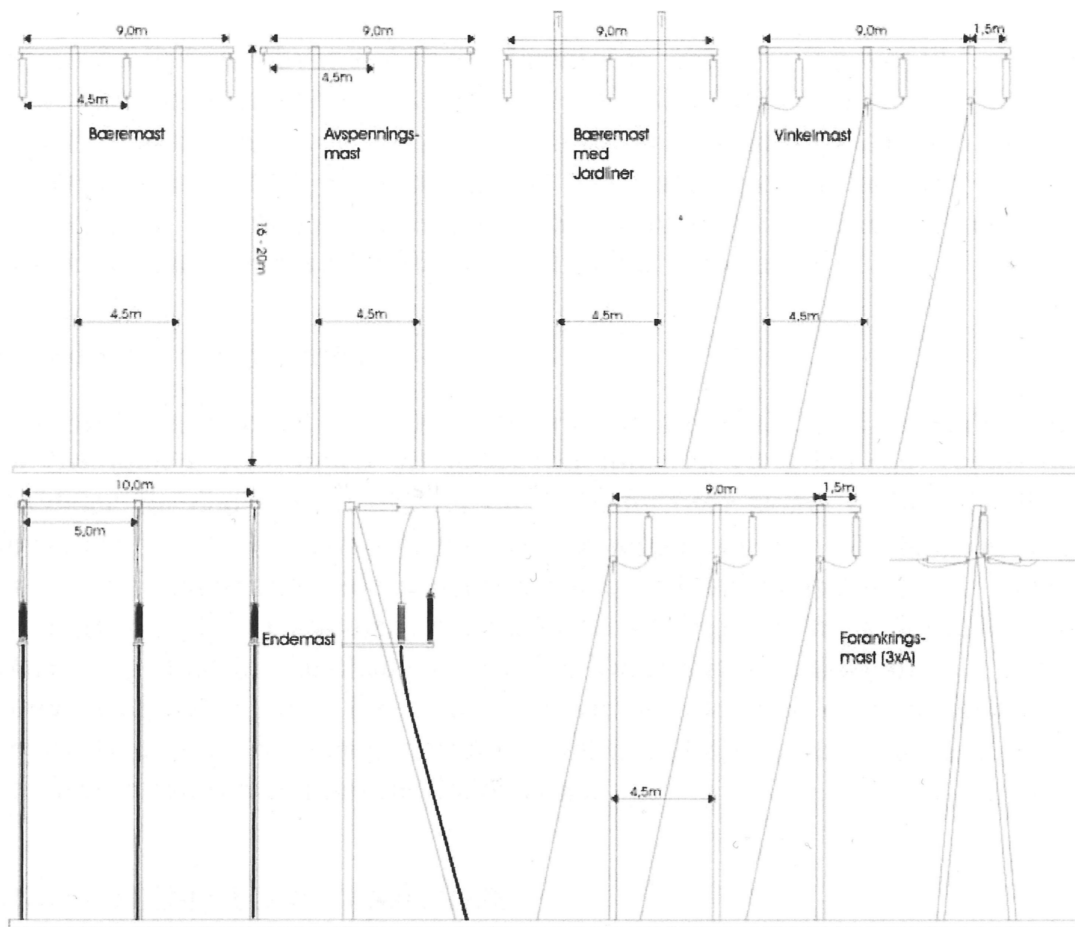 9,0m
4,5m
Bæremast
4,5m
16 - 20m
9,0m
4,5m
Avspennings-
mast
4,5m
9,0m
Bæremast
med
Jordliner
4,5m
9,0m
1,5m
Vinkelmast
4,5m
10,0m
5,0m
Endemast
9,0m
1,5m
4,5m
Forankrings-
mast (3xA)